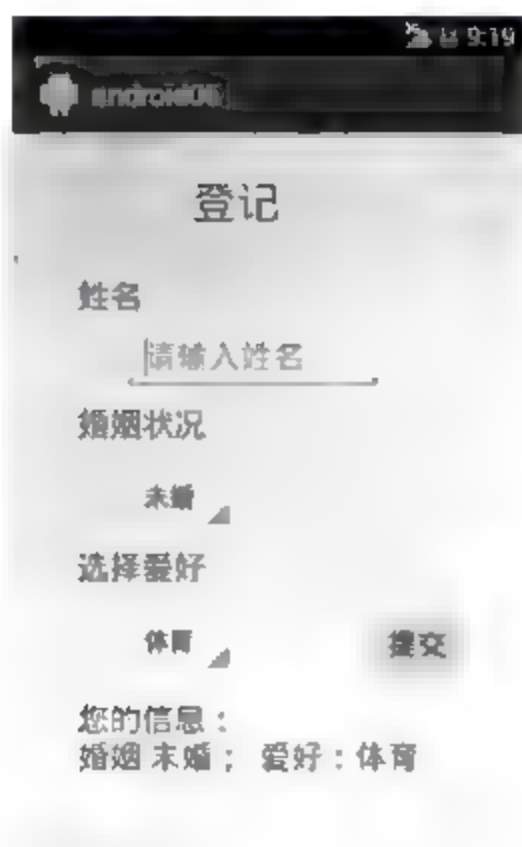 9:19
android06
登记
姓名
请输入姓名
婚姻状况
未婚
选择爱好
体育
提交
您的信息：
婚姻 未婚； 爱好：体育